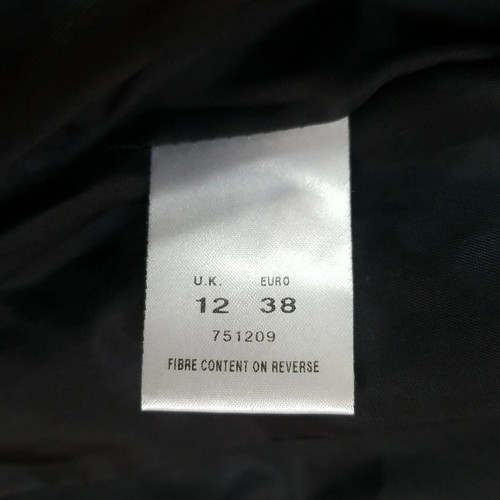 U.K. EURO
12 38
751209
FIBRE CONTENT ON REVERSE